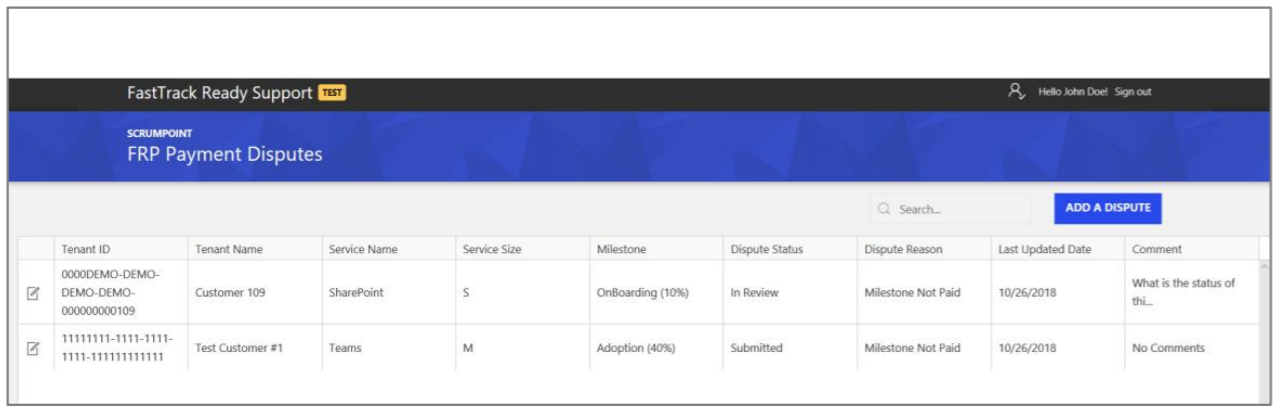 FastTrack Ready Support TEST
Hello John Doe! Sign out
SCRUMPOINT
FRP Payment Disputes
Search...
ADD A DISPUTE
Tenant ID Tenant Name Service Name Service Size Milestone Dispute Status Dispute Reason Last Updated Date Comment
0000DEMO-DEMO-
DEMO-DEMO-
000000000109
Customer 109 SharePoint S OnBoarding (10%) In Review Milestone Not Paid 10/26/2018
What is the status of
thi...
11111111-1111-1111-
1111-111111111111
Test Customer #1 Teams M Adoption (40%) Submitted Milestone Not Paid 10/26/2018 No Comments